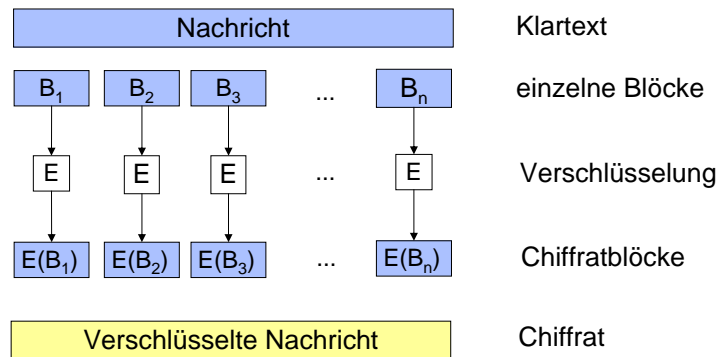 Nachricht Klartext
B1 B2 B3 ... Bn einzelne Blöcke
E E E ... E Verschlüsselung
E(B1) E(B2) E(B3) ... E(Bn) Chiffratblöcke
Verschlüsselte Nachricht Chiffrat